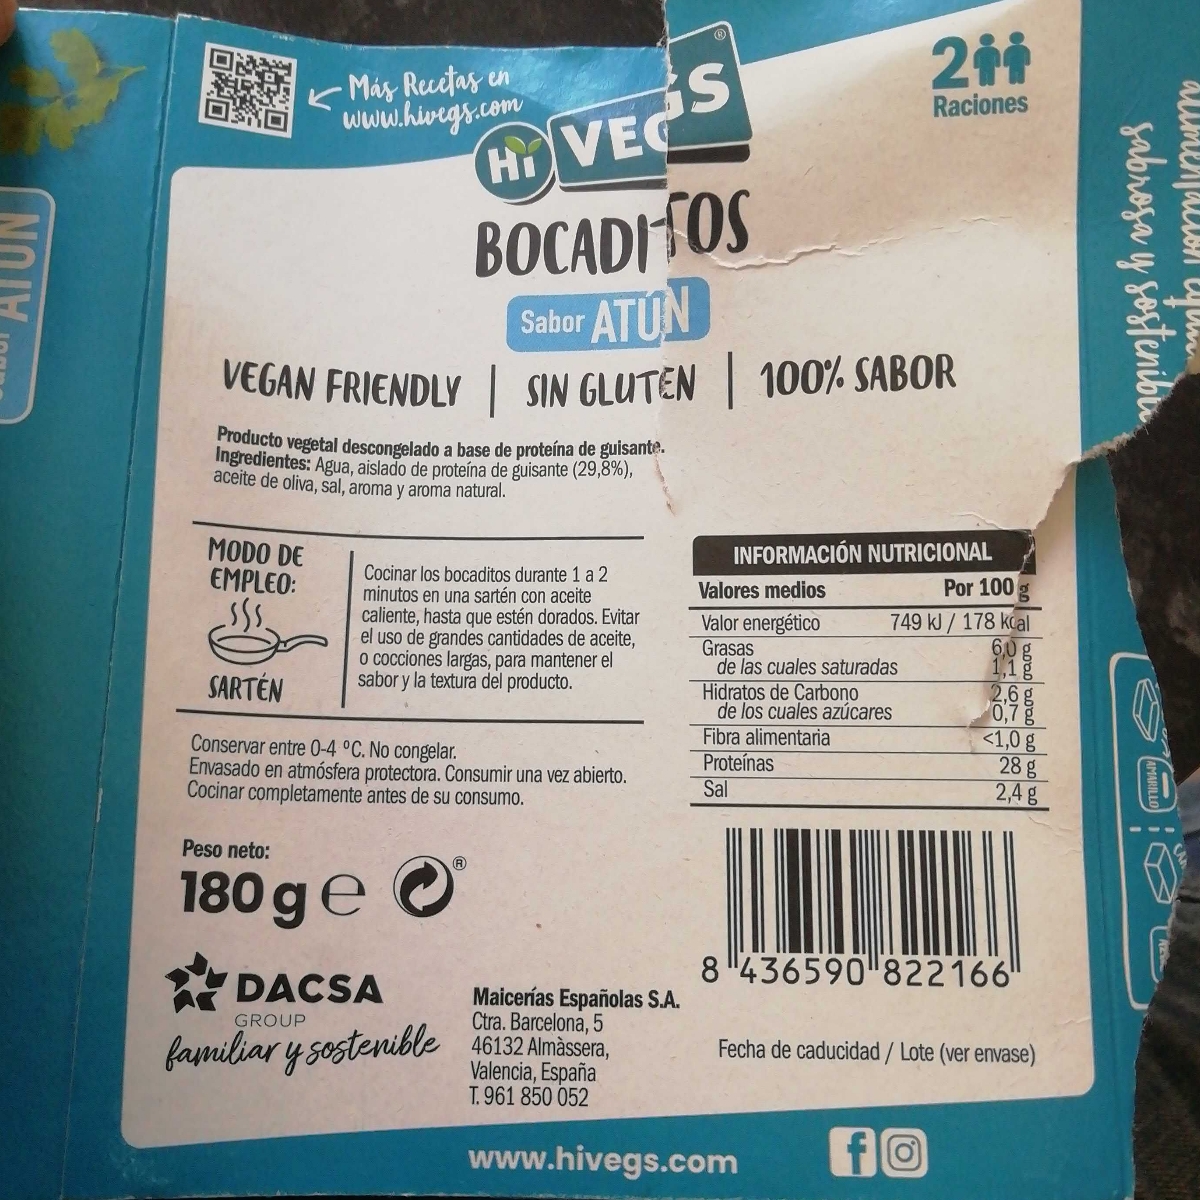 Más Recetas en
www.hivegs.com
Hi VEGS®
2
Raciones
BOCADITOS
Sabor ATÚN
VEGAN FRIENDLY | SIN GLUTEN | 100% SABOR
Producto vegetal descongelado a base de proteína de guisante.
Ingredientes: Agua, aislado de proteína de guisante (29,8%),
aceite de oliva, sal, aroma y aroma natural.
MODO DE
EMPLEO:
SARTÉN
Cocinar los bocaditos durante 1 a 2
minutos en una sartén con aceite
caliente, hasta que estén dorados. Evitar
el uso de grandes cantidades de aceite,
o cocciones largas, para mantener el
sabor y la textura del producto.
Conservar entre 0-4 ºC. No congelar.
Envasado en atmósfera protectora. Consumir una vez abierto.
Cocinar completamente antes de su consumo.
Peso neto:
180 g e
®
DACSA
GROUP
familiar y sostenible
Maicerías Españolas S.A.
Ctra. Barcelona, 5
46132 Almàssera,
Valencia, España
T. 961 850 052
INFORMACIÓN NUTRICIONAL
Valores medios Por 100 g
Valor energético 749 kJ / 178 kcal
Grasas 6,0 g
de las cuales saturadas 1,1 g
Hidratos de Carbono 2,6 g
de los cuales azúcares 0,7 g
Fibra alimentaria <1,0 g
Proteínas 28 g
Sal 2,4 g
8 436590 822166
Fecha de caducidad / Lote (ver envase)
www.hivegs.com
ATÚN
sabrosa y
AMARILLO